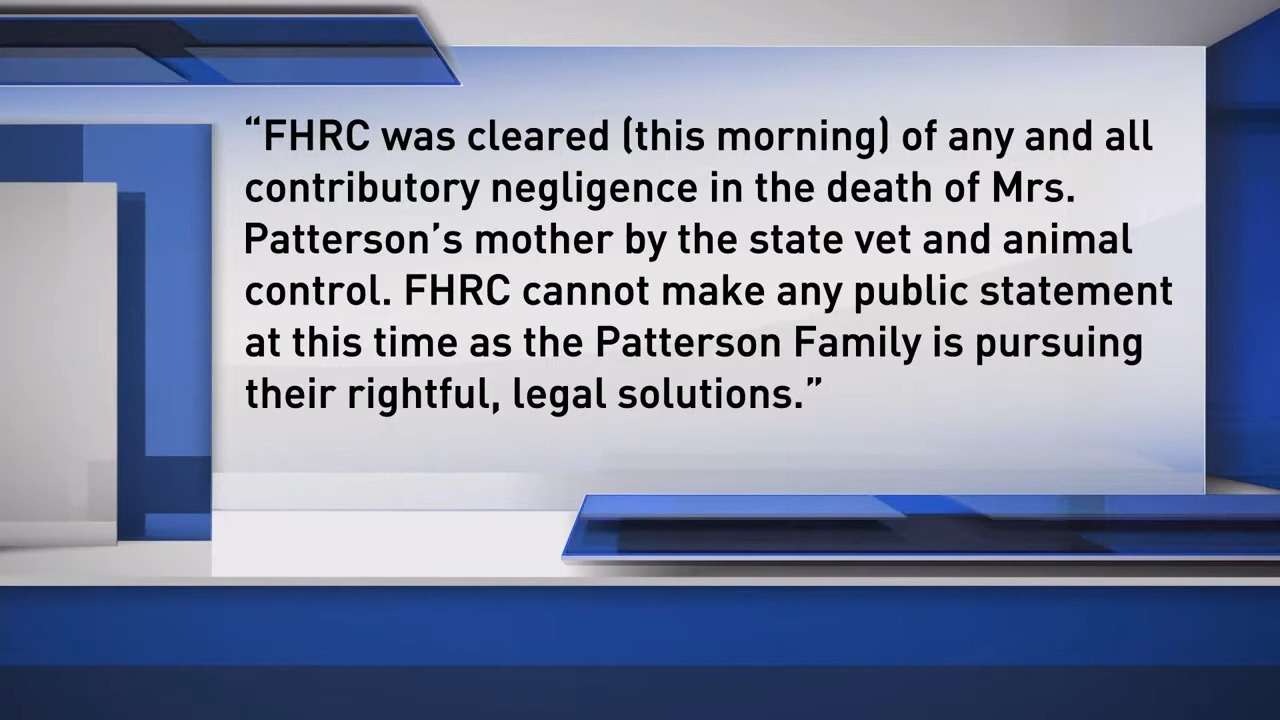 “FHRC was cleared (this morning) of any and all
contributory negligence in the death of Mrs.
Patterson’s mother by the state vet and animal
control. FHRC cannot make any public statement
at this time as the Patterson Family is pursuing
their rightful, legal solutions.”